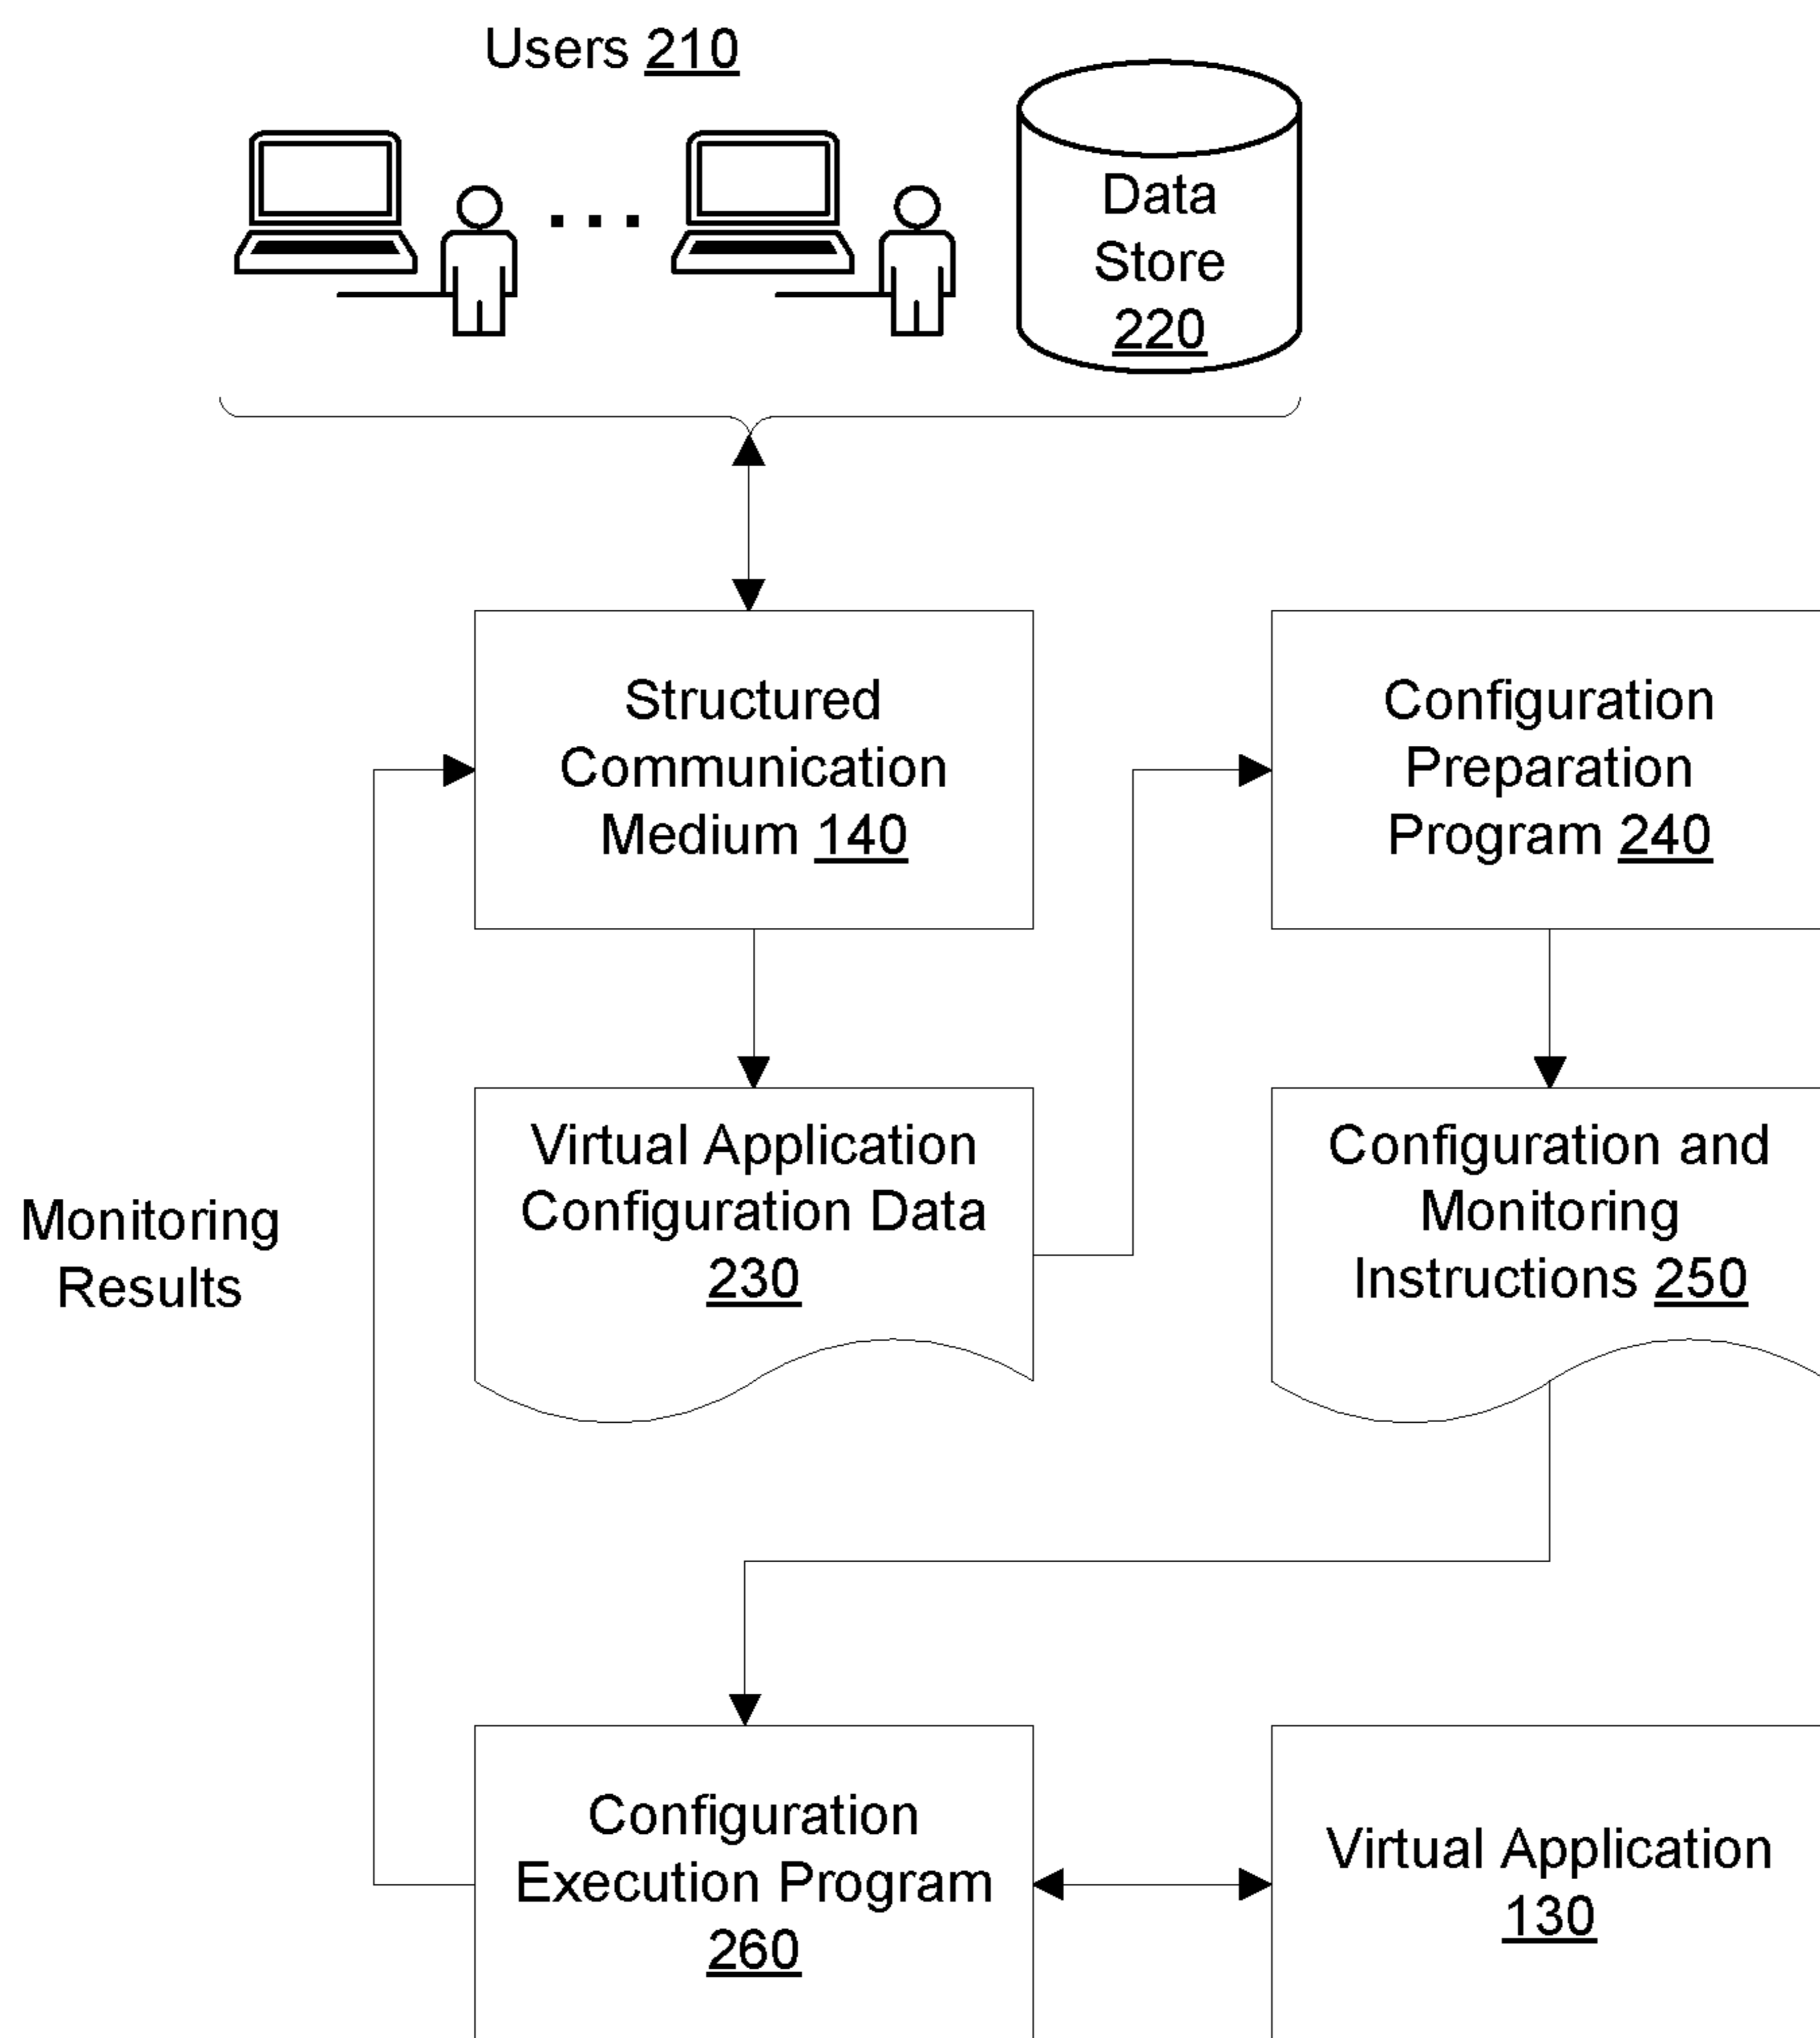 Users 210
Data
Store
220
Structured
Communication
Medium 140
Configuration
Preparation
Program 240
Virtual Application
Configuration Data
230
Configuration and
Monitoring
Instructions 250
Monitoring
Results
Configuration
Execution Program
260
Virtual Application
130